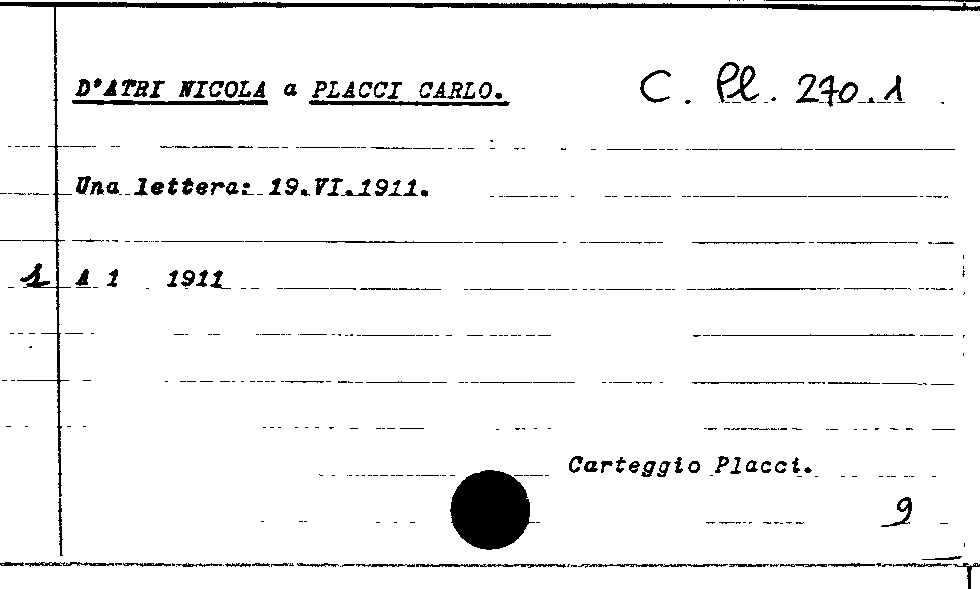 D'ATRI NICOLA a PLACCI CARLO. C. Pl. 270.1
Una lettera: 19.VI.1911.
1 A 1 1911
Carteggio Placci.
9